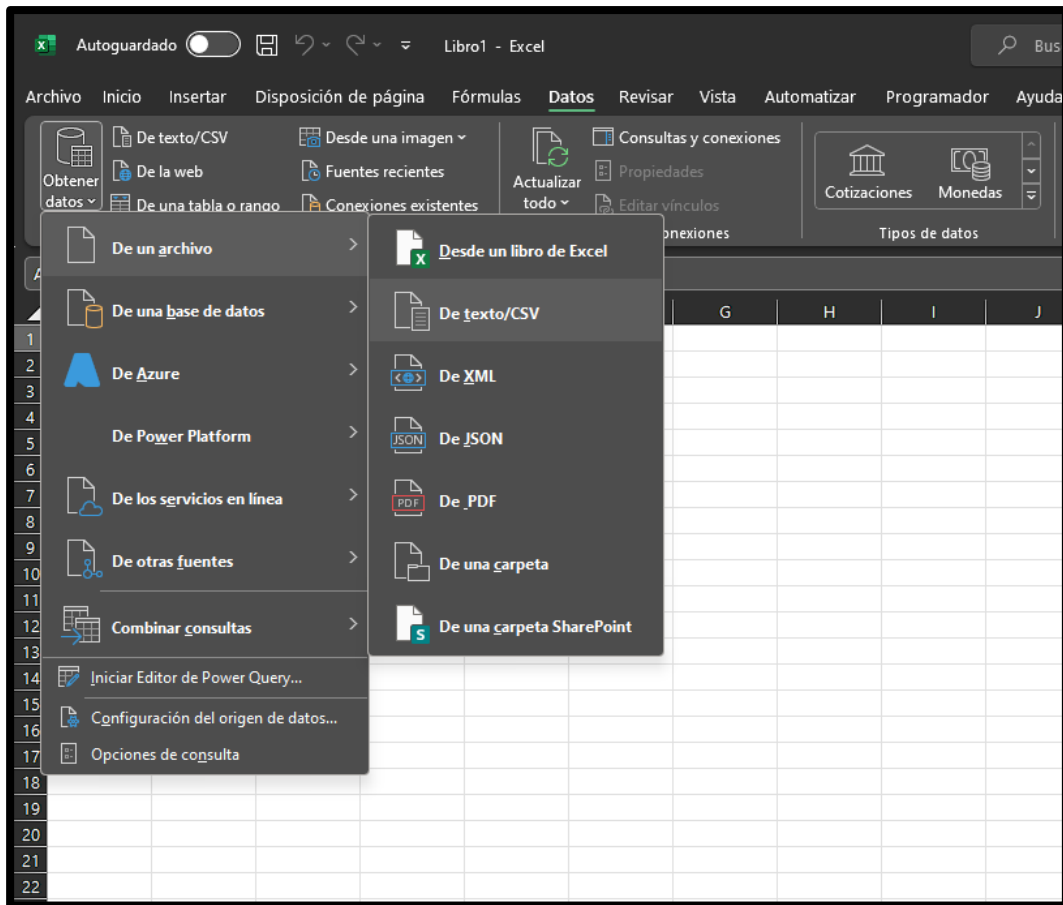 Autoguardado Libro1 - Excel Bus
Archivo Inicio Insertar Disposición de página Fórmulas Datos Revisar Vista Automatizar Programador Ayuda
Obtener datos
De texto/CSV
De la web
De una tabla o rango
Desde una imagen
Fuentes recientes
Conexiones existentes
Actualizar
todo
Consultas y conexiones
Propiedades
Editar vínculos
onexiones
Cotizaciones Monedas
Tipos de datos
De un archivo
De una base de datos
De Azure
De Power Platform
De los servicios en línea
De otras fuentes
Combinar consultas
Iniciar Editor de Power Query...
Configuración del origen de datos...
Opciones de consulta
Desde un libro de Excel
De texto/CSV
De XML
JSON De JSON
PDF De PDF
De una carpeta
De una carpeta SharePoint
G H I J
1
2
3
4
5
6
7
8
9
10
11
12
13
14
15
16
17
18
19
20
21
22